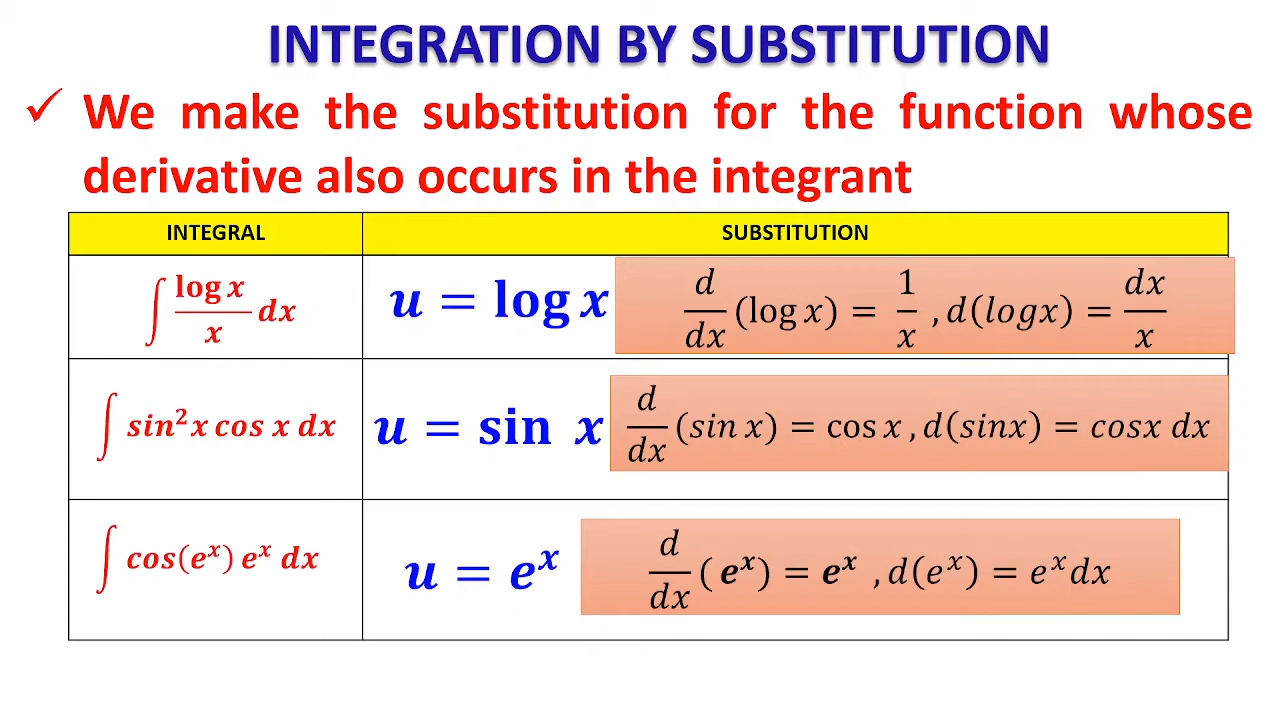 INTEGRATION BY SUBSTITUTION
✓ We make the substitution for the function whose
derivative also occurs in the integrant
INTEGRAL SUBSTITUTION
∫ log x / x dx u = log x d/dx (log x) = 1/x , d(logx) = dx/x
∫ sin²x cos x dx u = sin x d/dx (sin x) = cos x , d(sinx) = cosx dx
∫ cos(eˣ) eˣ dx u = eˣ d/dx ( eˣ) = eˣ , d(eˣ) = eˣdx